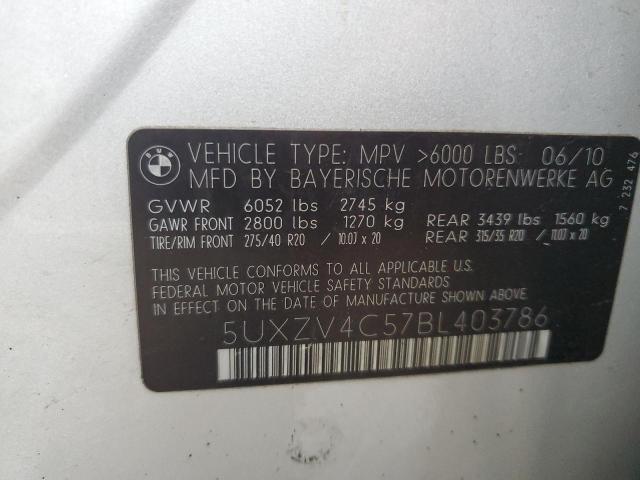 BMW
VEHICLE TYPE: MPV >6000 LBS: 06/10
MFD BY BAYERISCHE MOTORENWERKE AG
GVWR 6052 lbs 2745 kg
GAWR FRONT 2800 lbs 1270 kg REAR 3439 lbs 1560 kg
TIRE/RIM FRONT 275/40 R20 / 10.0J x 20 REAR 315/35 R20 / 11.0J x 20
THIS VEHICLE CONFORMS TO ALL APPLICABLE U.S.
FEDERAL MOTOR VEHICLE SAFETY STANDARDS
IN EFFECT ON THE DATE OF MANUFACTURE SHOWN ABOVE.
5UXZV4C57BL403786
7 232 476